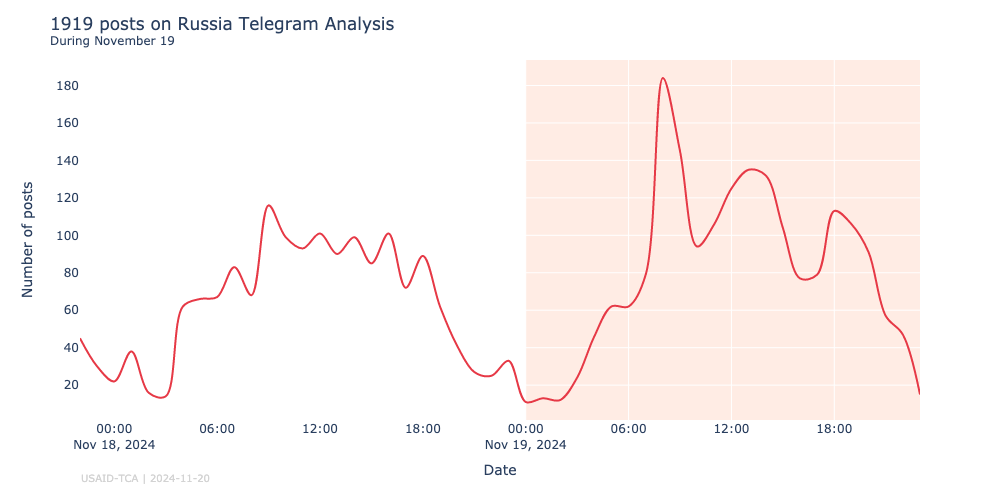 1919 posts on Russia Telegram Analysis
During November 19
Number of posts
180
160
140
120
100
80
60
40
20
00:00 06:00 12:00 18:00 00:00 06:00 12:00 18:00
Nov 18, 2024 Nov 19, 2024
Date
USAID-TCA | 2024-11-20